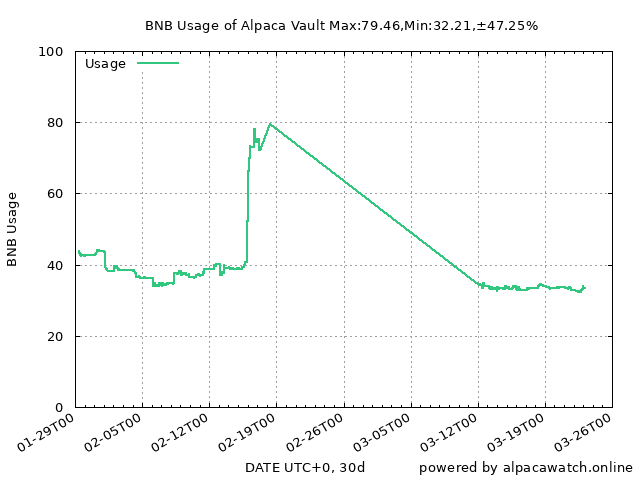 BNB Usage of Alpaca Vault Max:79.46,Min:32.21,±47.25%
Usage
BNB Usage
100
80
60
40
20
0
01-29T00
02-05T00
02-12T00
02-19T00
02-26T00
03-05T00
03-12T00
03-19T00
03-26T00
DATE UTC+0, 30d
powered by alpacawatch.online